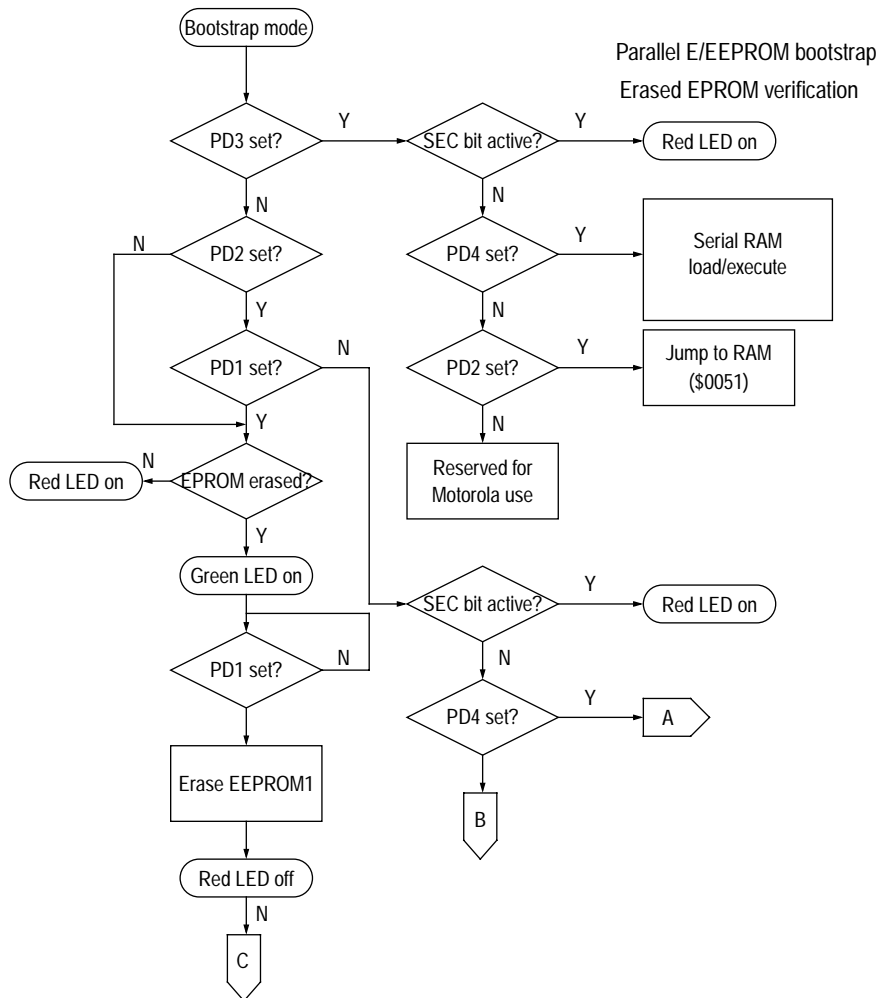 Bootstrap mode
Parallel E/EEPROM bootstrap
Erased EPROM verification
PD3 set?
Y
SEC bit active?
Y
Red LED on
N
N
N
PD2 set?
PD4 set?
Y
Serial RAM
load/execute
Y
N
PD1 set?
N
PD2 set?
Y
Jump to RAM
($0051)
Y
N
Red LED on
N
EPROM erased?
Reserved for
Motorola use
Y
Green LED on
SEC bit active?
Y
Red LED on
PD1 set?
N
N
PD4 set?
Y
A
Erase EEPROM1
B
Red LED off
N
C